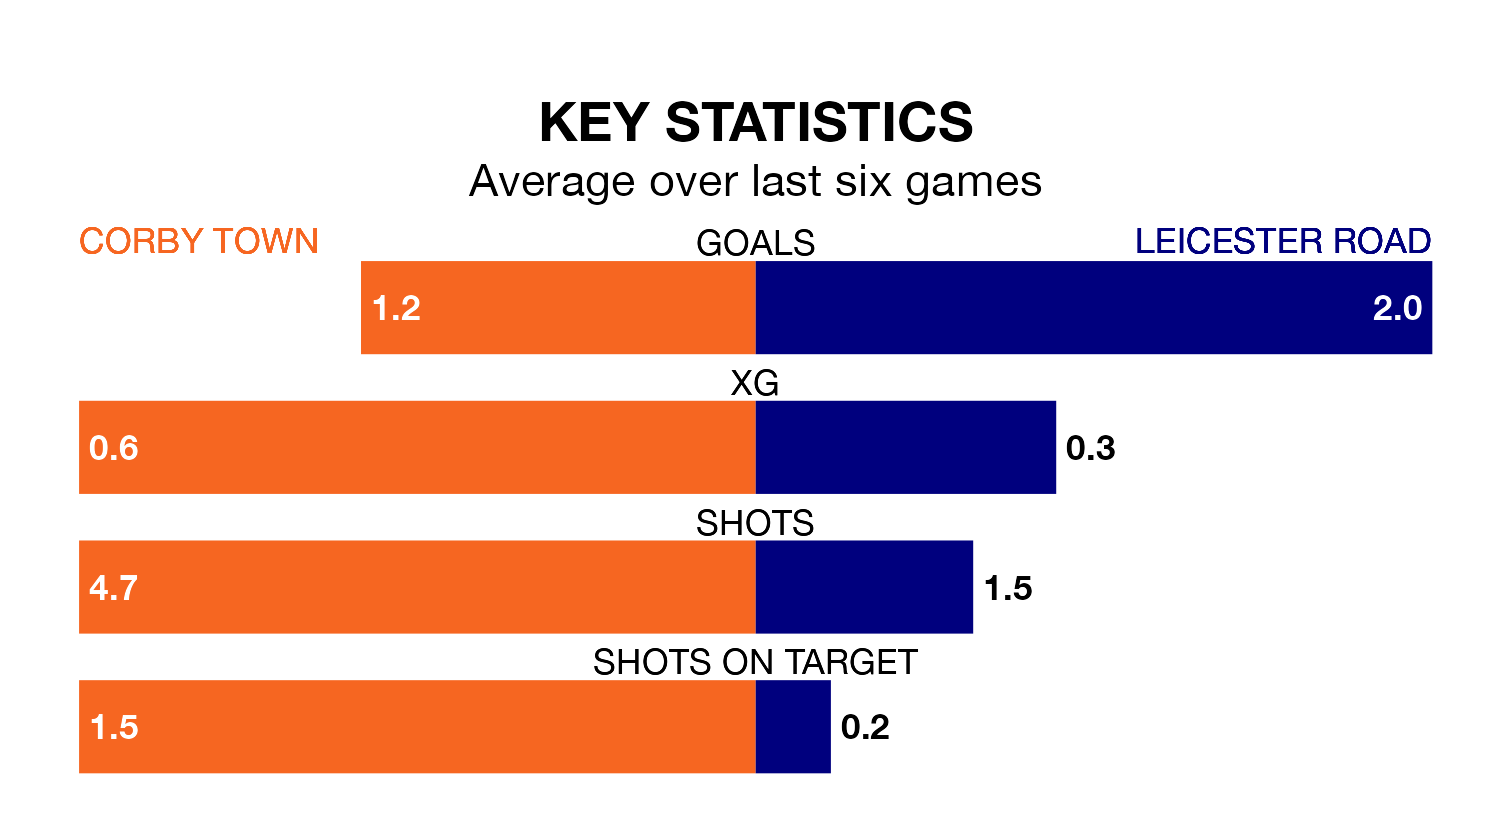 KEY STATISTICS
Average over last six games
CORBY TOWN GOALS LEICESTER ROAD
1.2 2.0
XG
0.6 0.3
SHOTS
4.7 1.5
SHOTS ON TARGET
1.5 0.2